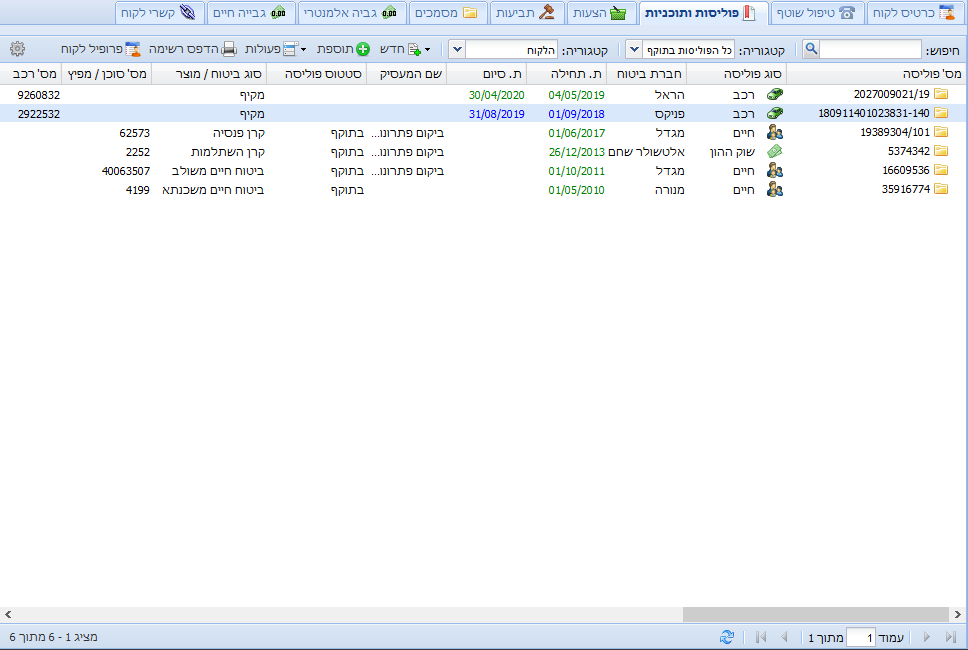 כרטיס לקוח טיפול שוטף פוליסות ותוכניות הצעות תביעות מסמכים גביה אלמנטרי גבייה חיים קשרי לקוח
חיפוש: קטגוריה: כל הפוליסות בתוקף קטגוריה: הלקוח חדש תוספת פעולות הדפס רשימה פרופיל לקוח
מס' פוליסה סוג פוליסה חברת ביטוח ת. תחילה ת. סיום שם המעסיק סטטוס פוליסה סוג ביטוח / מוצר מס' סוכן / מפיץ מס' רכב
2027009021/19 רכב הראל 04/05/2019 30/04/2020 מקיף 9260832
180911401023831-140 רכב פניקס 01/09/2018 31/08/2019 מקיף 2922532
19389304/101 חיים מגדל 01/06/2017 ביקום פתרונו... בתוקף קרן פנסיה 62573
5374342 שוק ההון אלטשולר שחם 26/12/2013 ביקום פתרונו... בתוקף קרן השתלמות 2252
16609536 חיים מגדל 01/10/2011 ביקום פתרונו... בתוקף ביטוח חיים משולב 40063507
35916774 חיים מנורה 01/05/2010 בתוקף ביטוח חיים משכנתא 4199
עמוד 1 מתוך 1 מציג 1 - 6 מתוך 6